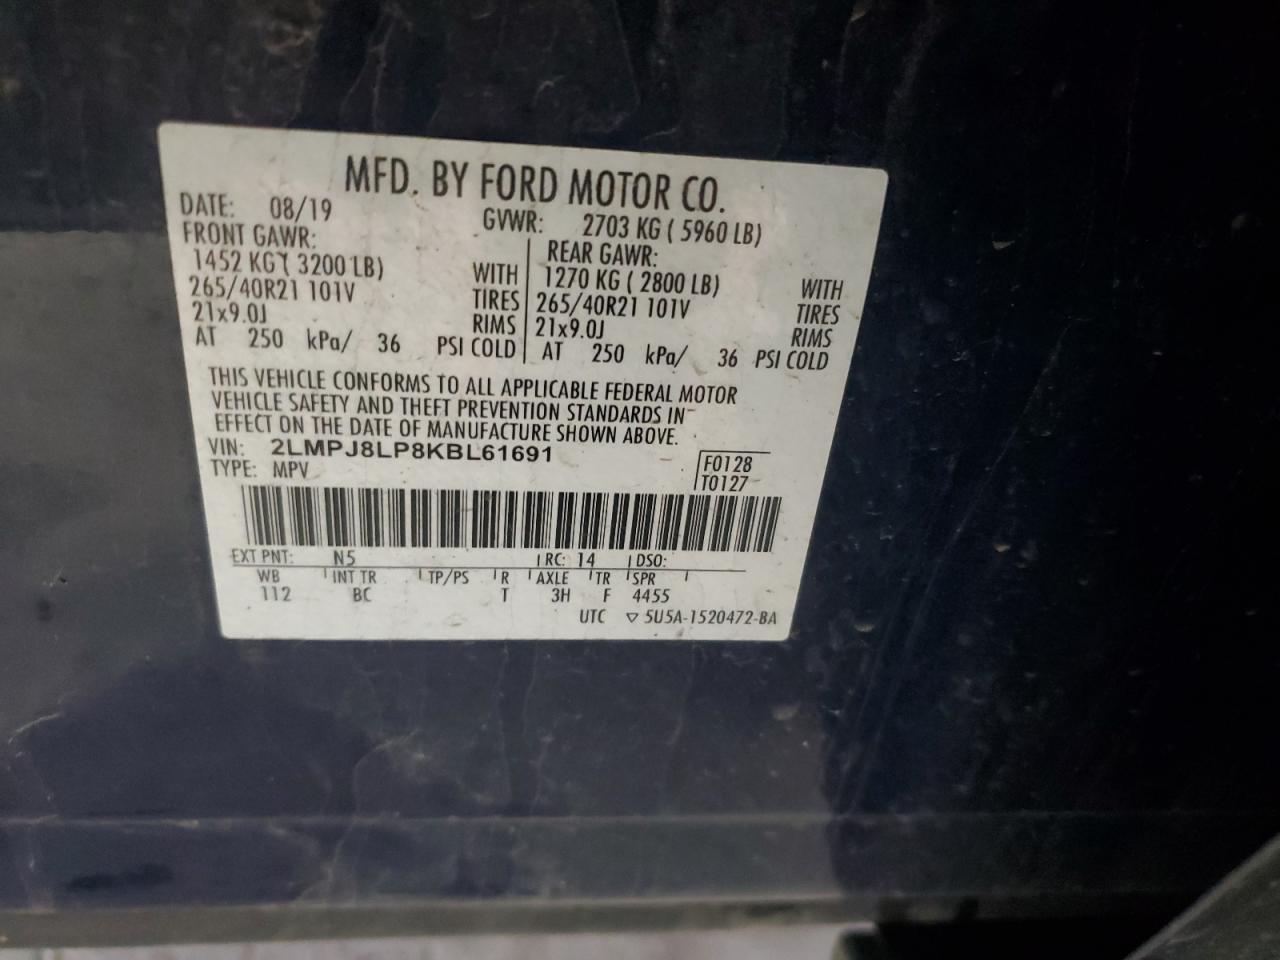 MFD. BY FORD MOTOR CO.
DATE: 08/19 GVWR: 2703 KG ( 5960 LB)
FRONT GAWR: REAR GAWR:
1452 KG ( 3200 LB) WITH 1270 KG ( 2800 LB) WITH
265/40R21 101V TIRES 265/40R21 101V TIRES
21x9.0J RIMS 21x9.0J RIMS
AT 250 kPa/ 36 PSI COLD AT 250 kPa/ 36 PSI COLD
THIS VEHICLE CONFORMS TO ALL APPLICABLE FEDERAL MOTOR
VEHICLE SAFETY AND THEFT PREVENTION STANDARDS IN
EFFECT ON THE DATE OF MANUFACTURE SHOWN ABOVE.
VIN: 2LMPJ8LP8KBL61691
TYPE: MPV
F0128
T0127
EXT PNT: N5 RC: 14 DSO:
WB INT TR TP/PS R AXLE TR SPR
112 BC T 3H F 4455
UTC ▽ 5U5A-1520472-BA